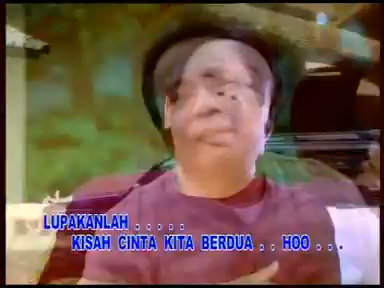 LUPAKANLAH . . . . .
KISAH CINTA KITA BERDUA . . HOO . . .